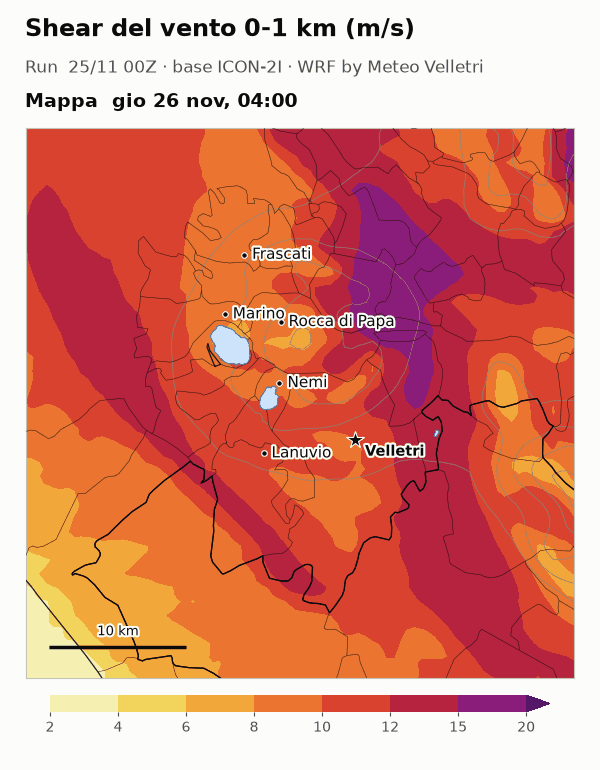 Shear del vento 0-1 km (m/s)
Run  25/11 00Z · base ICON-2I · WRF by Meteo Velletri
Mappa  gio 26 nov, 04:00
Frascati
Marino
Rocca di Papa
Nemi
Velletri
Lanuvio
10 km
2 4 6 8 10 12 15 20